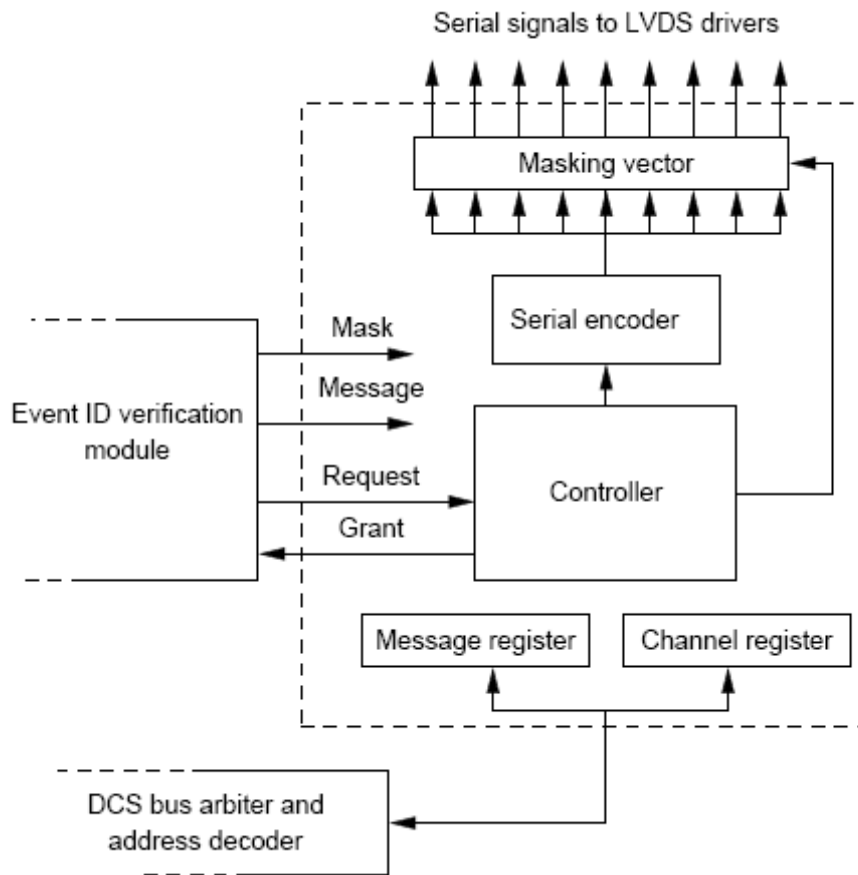 Serial signals to LVDS drivers
Masking vector
Serial encoder
Mask
Message
Event ID verification
module
Request
Controller
Grant
Message register
Channel register
DCS bus arbiter and
address decoder